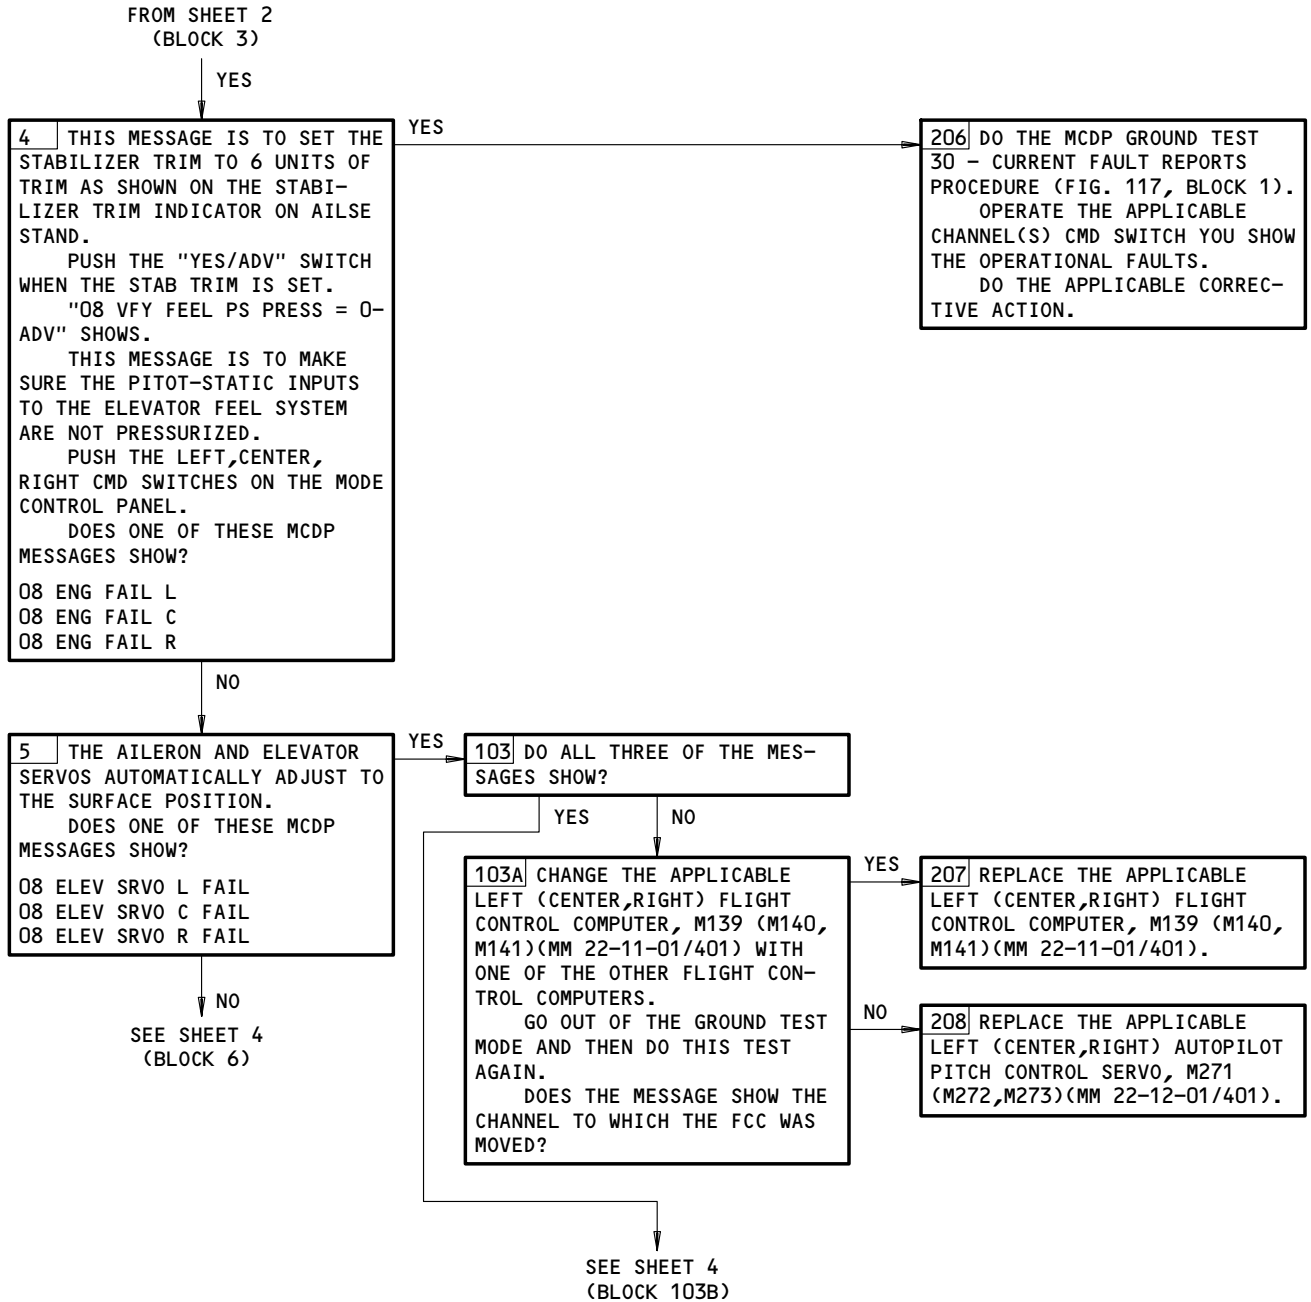 FROM SHEET 2
(BLOCK 3)
YES
4 THIS MESSAGE IS TO SET THE
STABILIZER TRIM TO 6 UNITS OF
TRIM AS SHOWN ON THE STABI-
LIZER TRIM INDICATOR ON AILSE
STAND.
PUSH THE "YES/ADV" SWITCH
WHEN THE STAB TRIM IS SET.
"08 VFY FEEL PS PRESS = 0-
ADV" SHOWS.
THIS MESSAGE IS TO MAKE
SURE THE PITOT-STATIC INPUTS
TO THE ELEVATOR FEEL SYSTEM
ARE NOT PRESSURIZED.
PUSH THE LEFT,CENTER,
RIGHT CMD SWITCHES ON THE MODE
CONTROL PANEL.
DOES ONE OF THESE MCDP
MESSAGES SHOW?
08 ENG FAIL L
08 ENG FAIL C
08 ENG FAIL R
YES
206 DO THE MCDP GROUND TEST
30 - CURRENT FAULT REPORTS
PROCEDURE (FIG. 117, BLOCK 1).
OPERATE THE APPLICABLE
CHANNEL(S) CMD SWITCH YOU SHOW
THE OPERATIONAL FAULTS.
DO THE APPLICABLE CORREC-
TIVE ACTION.
NO
5 THE AILERON AND ELEVATOR
SERVOS AUTOMATICALLY ADJUST TO
THE SURFACE POSITION.
DOES ONE OF THESE MCDP
MESSAGES SHOW?
08 ELEV SRVO L FAIL
08 ELEV SRVO C FAIL
08 ELEV SRVO R FAIL
YES
103 DO ALL THREE OF THE MES-
SAGES SHOW?
YES
NO
103A CHANGE THE APPLICABLE
LEFT (CENTER,RIGHT) FLIGHT
CONTROL COMPUTER, M139 (M140,
M141)(MM 22-11-01/401) WITH
ONE OF THE OTHER FLIGHT CON-
TROL COMPUTERS.
GO OUT OF THE GROUND TEST
MODE AND THEN DO THIS TEST
AGAIN.
DOES THE MESSAGE SHOW THE
CHANNEL TO WHICH THE FCC WAS
MOVED?
YES
207 REPLACE THE APPLICABLE
LEFT (CENTER,RIGHT) FLIGHT
CONTROL COMPUTER, M139 (M140,
M141)(MM 22-11-01/401).
NO
208 REPLACE THE APPLICABLE
LEFT (CENTER,RIGHT) AUTOPILOT
PITCH CONTROL SERVO, M271
(M272,M273)(MM 22-12-01/401).
NO
SEE SHEET 4
(BLOCK 6)
SEE SHEET 4
(BLOCK 103B)